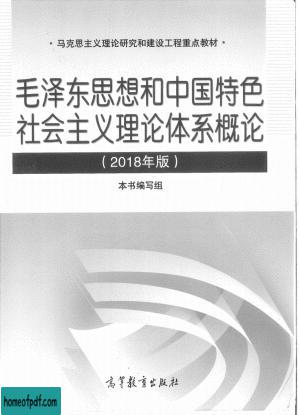 ·马克思主义理论研究和建设工程重点教材·
毛泽东思想和中国特色
社会主义理论体系概论
（2018年版）
本书编写组
高等教育出版社
homeofpdf.com